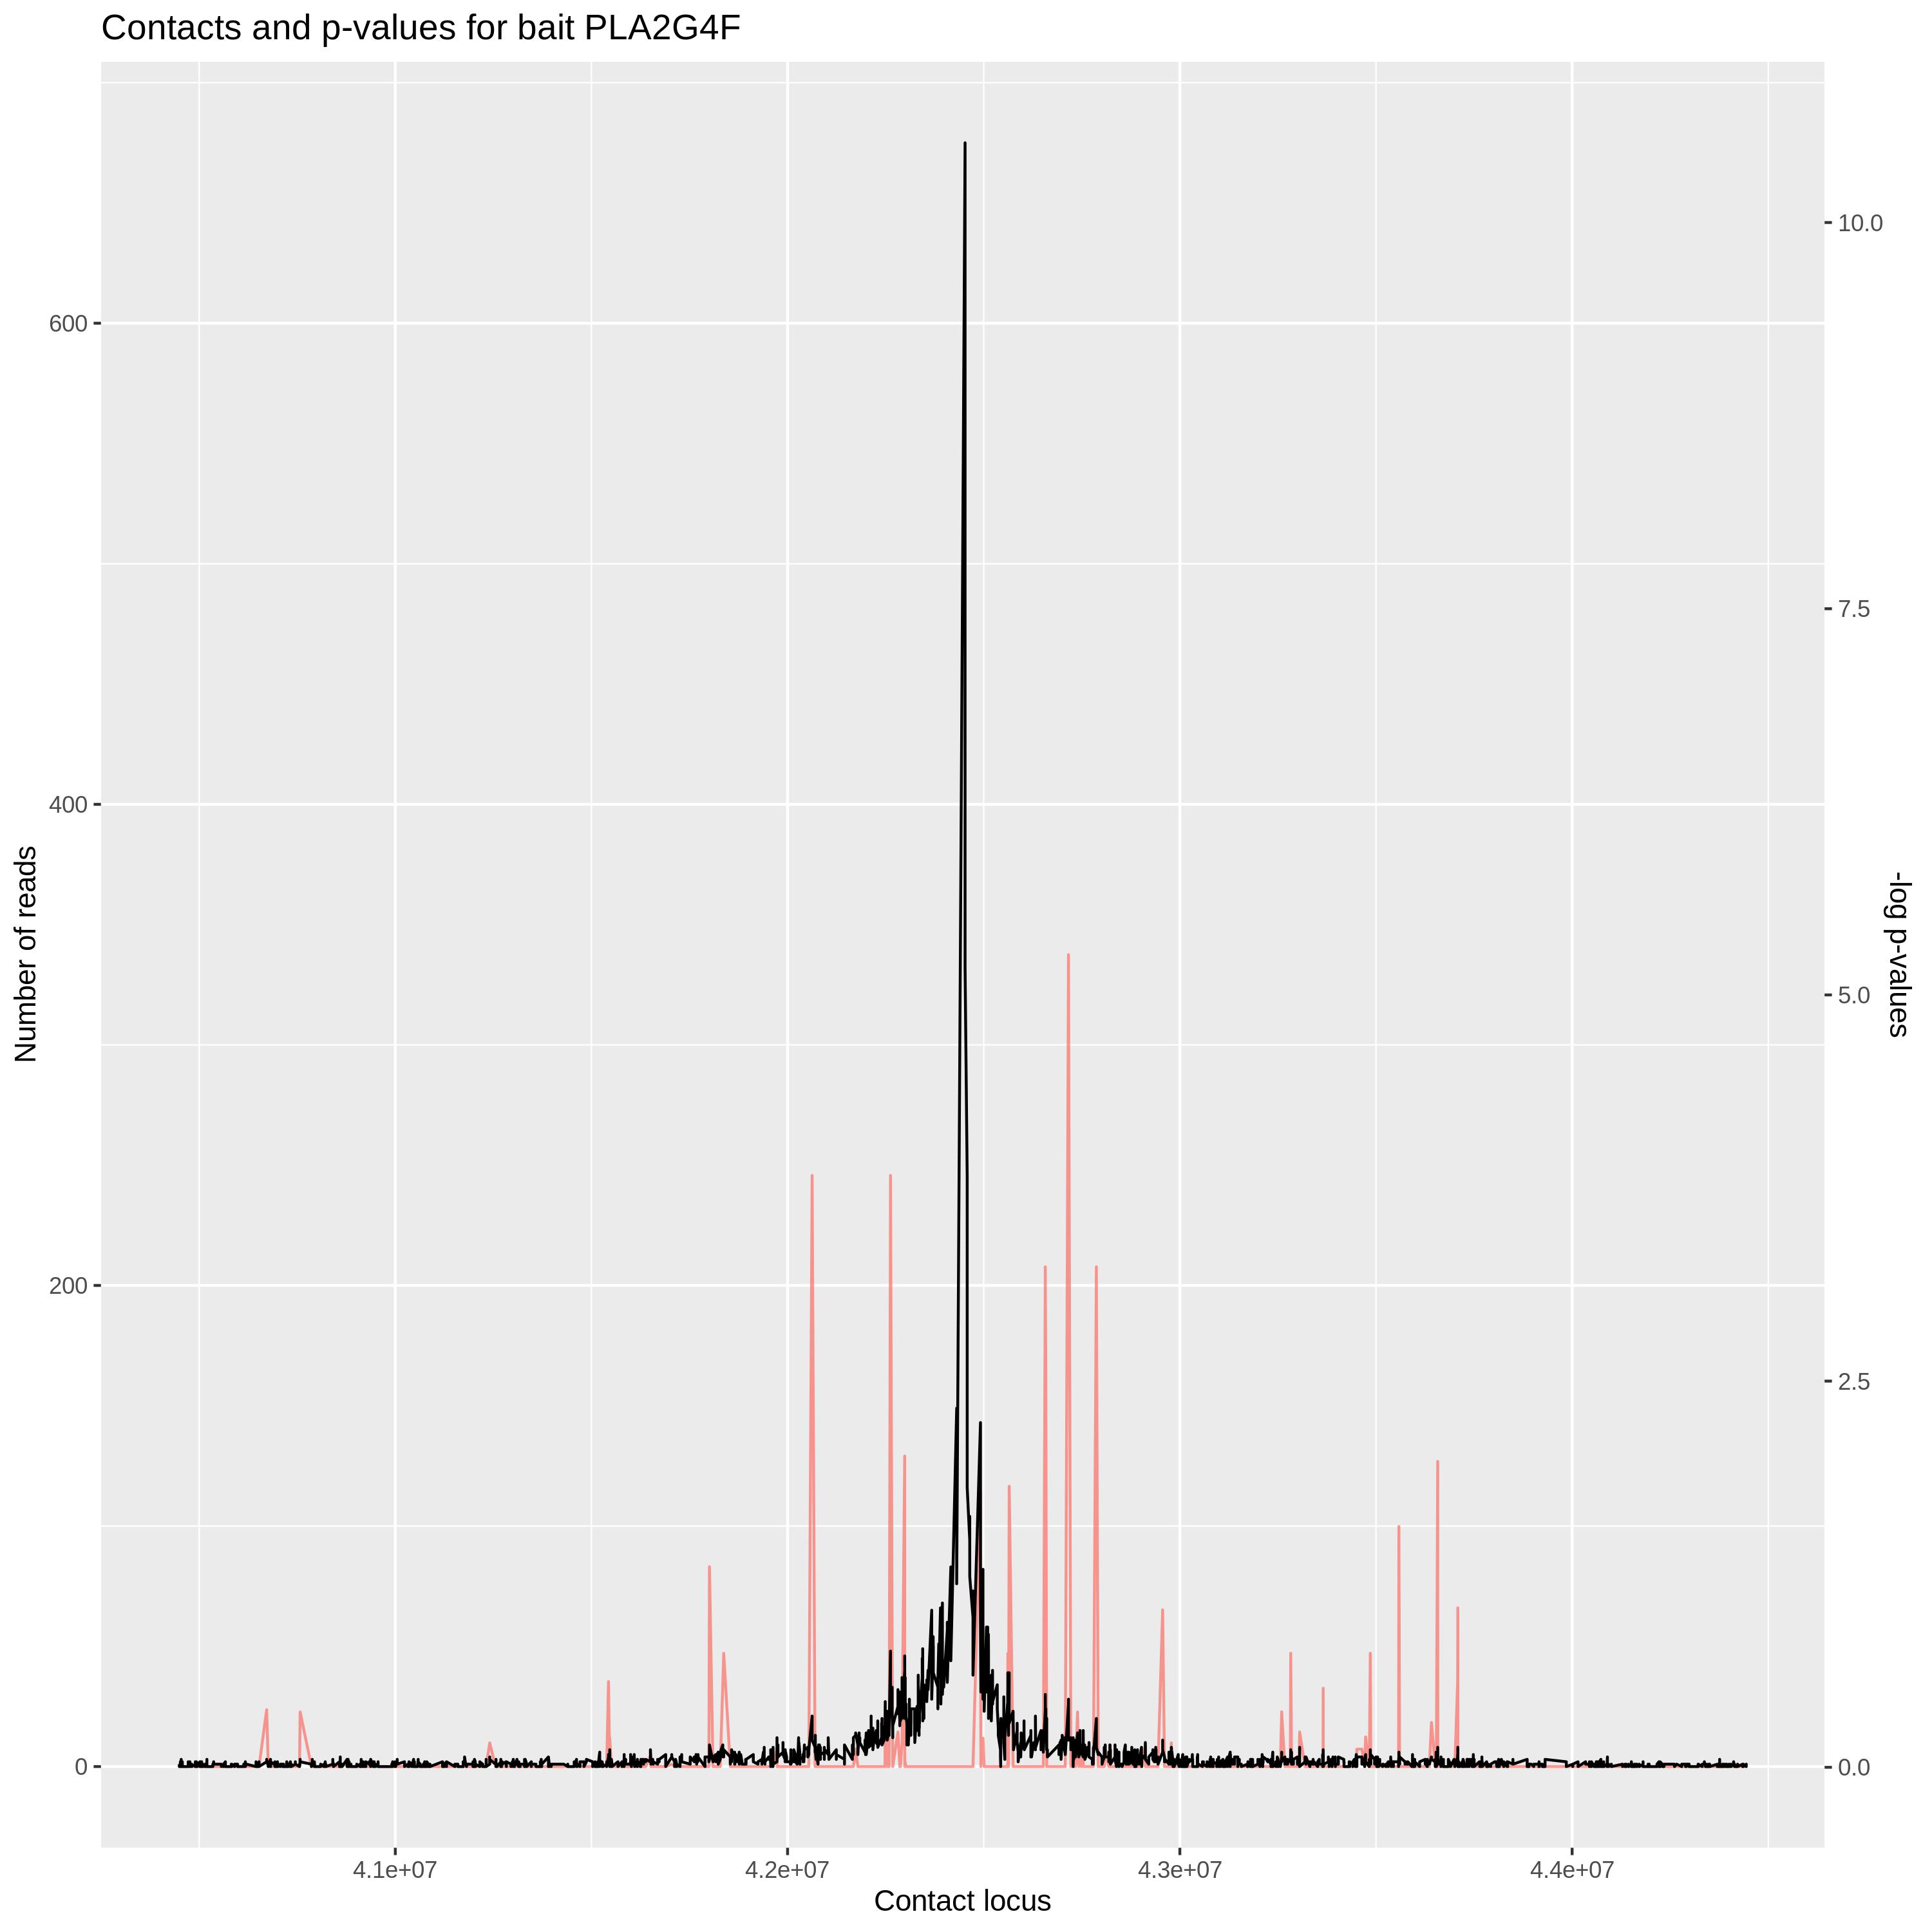 Contacts and p-values for bait PLA2G4F
Number of reads
600
400
200
0
10.0
7.5
5.0
2.5
0.0
-log p-values
4.1e+07
4.2e+07
4.3e+07
4.4e+07
Contact locus